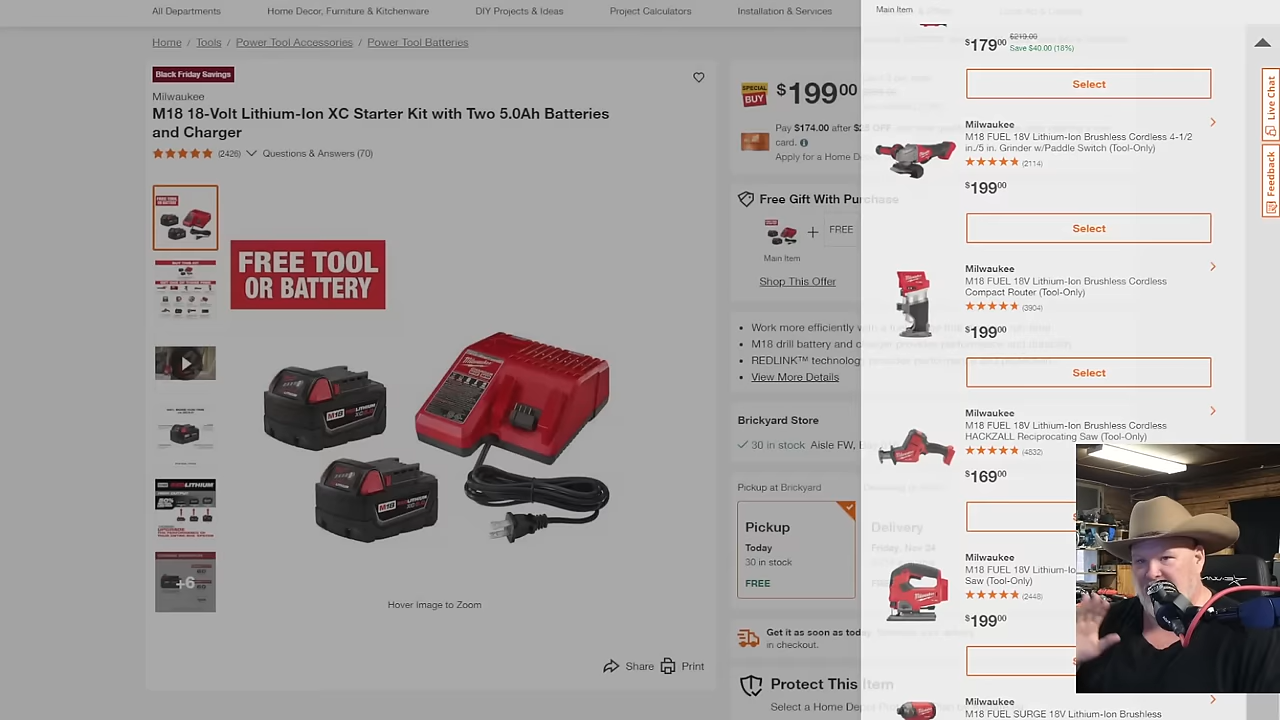 All Departments
Home Decor, Furniture & Kitchenware
DIY Projects & Ideas
Project Calculators
Installation & Services
Home / Tools / Power Tool Accessories / Power Tool Batteries
Black Friday Savings
Milwaukee
M18 18-Volt Lithium-Ion XC Starter Kit with Two 5.0Ah Batteries
and Charger
(2426)
Questions & Answers (70)
FREE TOOL
OR BATTERY
+6
Hover Image to Zoom
Share
Print
SPECIAL
BUY
$199 00
Pay $174.00 after $25 OFF
card.
Apply for a Home D
Free Gift With Purchase
+ FREE
Main Item
Shop This Offer
Work more efficiently
M18 drill battery and
REDLINK™ technology
View More Details
Brickyard Store
30 in stock Aisle FW,
Pickup at Brickyard
Pickup
Today
30 in stock
FREE
Delivery
Friday, Nov 24
Get it as soon as today.
in checkout.
Protect This Item
Select a Home Depot
Main Item
$179 00
$219.00
Save $40.00 (18%)
Select
Milwaukee
M18 FUEL 18V Lithium-Ion Brushless Cordless 4-1/2
in./5 in. Grinder w/Paddle Switch (Tool-Only)
(2114)
$199 00
Select
Milwaukee
M18 FUEL 18V Lithium-Ion Brushless Cordless
Compact Router (Tool-Only)
(3904)
$199 00
Select
Milwaukee
M18 FUEL 18V Lithium-Ion Brushless Cordless
HACKZALL Reciprocating Saw (Tool-Only)
(4832)
$169 00
Milwaukee
M18 FUEL 18V Lithium-Io
Saw (Tool-Only)
(2448)
$199 00
Milwaukee
M18 FUEL SURGE 18V Lithium-Ion Brushless
Live Chat
Feedback